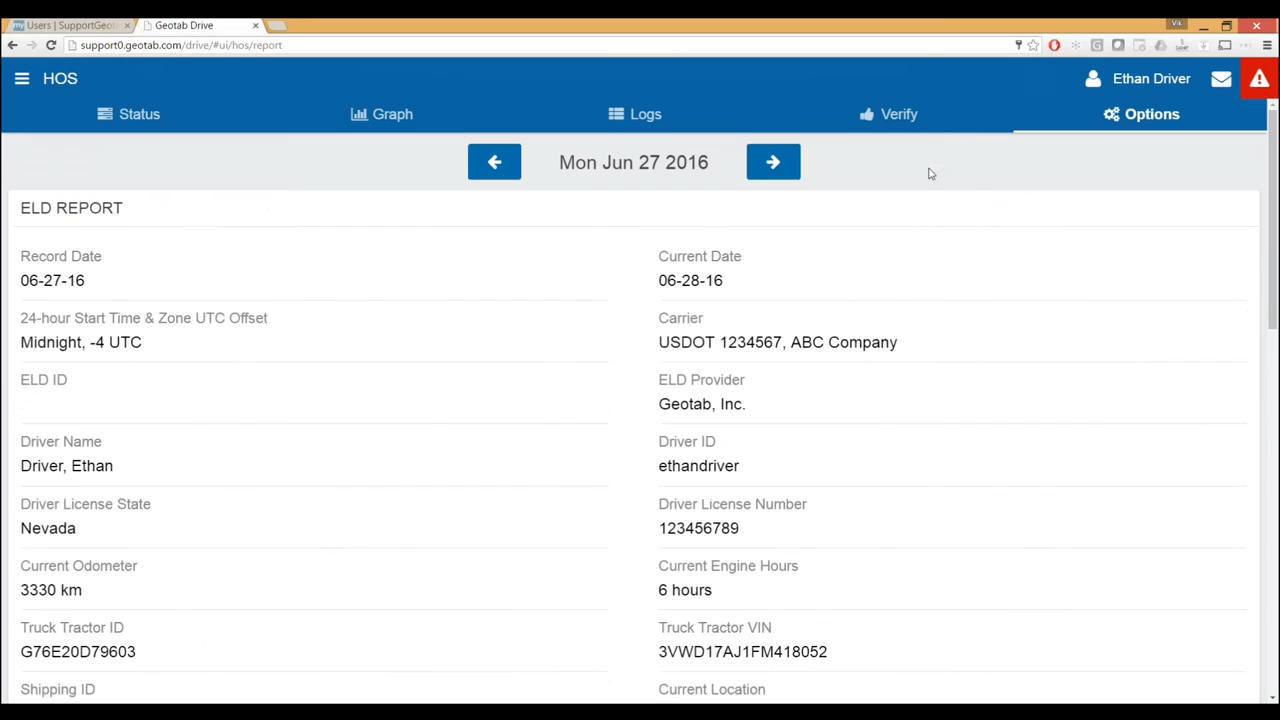 my Users | SupportGeot
Geotab Drive
Vik
support0.geotab.com/drive/#ui/hos/report
HOS
Ethan Driver
Status
Graph
Logs
Verify
Options
Mon Jun 27 2016
ELD REPORT
Record Date
Current Date
06-27-16
06-28-16
24-hour Start Time & Zone UTC Offset
Carrier
Midnight, -4 UTC
USDOT 1234567, ABC Company
ELD ID
ELD Provider
Geotab, Inc.
Driver Name
Driver ID
Driver, Ethan
ethandriver
Driver License State
Driver License Number
Nevada
123456789
Current Odometer
Current Engine Hours
3330 km
6 hours
Truck Tractor ID
Truck Tractor VIN
G76E20D79603
3VWD17AJ1FM418052
Shipping ID
Current Location